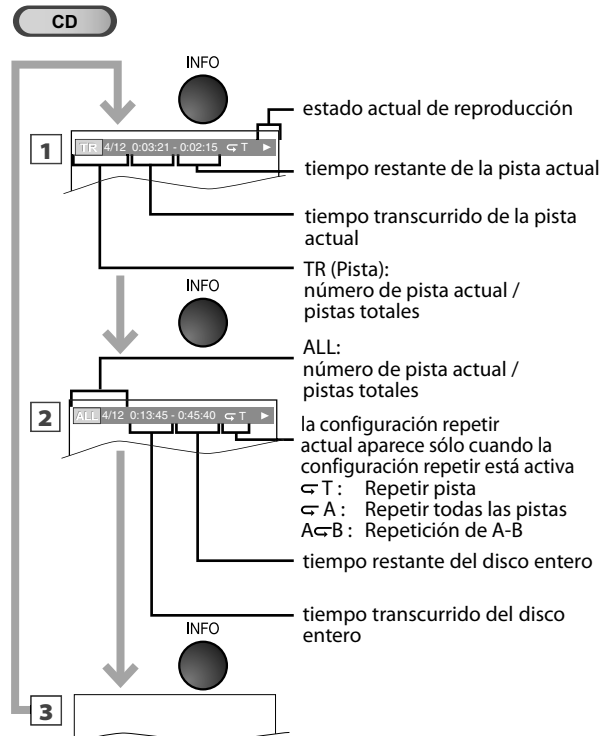 CD
INFO
estado actual de reproducción
1
TR 4/12 0:03:21 - 0:02:15 T
tiempo restante de la pista actual
tiempo transcurrido de la pista
actual
TR (Pista):
número de pista actual /
pistas totales
INFO
ALL:
número de pista actual /
pistas totales
2
ALL 4/12 0:13:45 - 0:45:40 T
la configuración repetir
actual aparece sólo cuando la
configuración repetir está activa
T : Repetir pista
A : Repetir todas las pistas
A B : Repetición de A-B
tiempo restante del disco entero
tiempo transcurrido del disco
entero
INFO
3